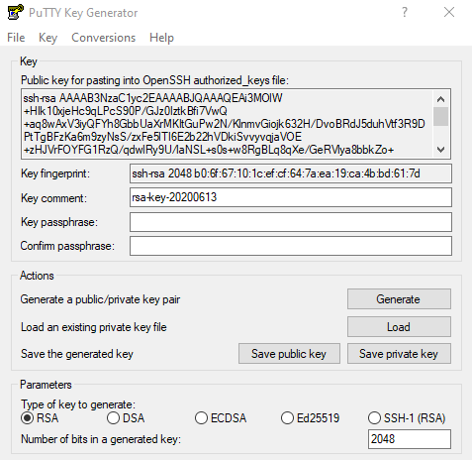 PuTTY Key Generator
File Key Conversions Help
Key
Public key for pasting into OpenSSH authorized_keys file:
ssh-rsa AAAAB3NzaC1yc2EAAAABJQAAAQEAi3MOIW
+HIk10xjeHc9qLPcS90P/GJz0IztkBfi7VwQ
+aq8wAxV3iyQFYh8GbbUaXrMKltGuPw2N/KlnmvGiojk632H/DvoBRdJ5duhVtf3R9D
PtTgBFzKa6m9zyNsS/zxFe5ITI6E2b22hVDkiSvvyvqjaVOE
+zHJVrFOYFG1RzQ/qdwIRy9U/laNSL+s0s+w8RgBLq8qXe/GeRVlya8bbkZo+
Key fingerprint: ssh-rsa 2048 b0:6f:67:10:1c:ef:cf:64:7a:ea:19:ca:4b:bd:61:7d
Key comment: rsa-key-20200613
Key passphrase:
Confirm passphrase:
Actions
Generate a public/private key pair Generate
Load an existing private key file Load
Save the generated key Save public key Save private key
Parameters
Type of key to generate:
RSA DSA ECDSA Ed25519 SSH-1 (RSA)
Number of bits in a generated key: 2048